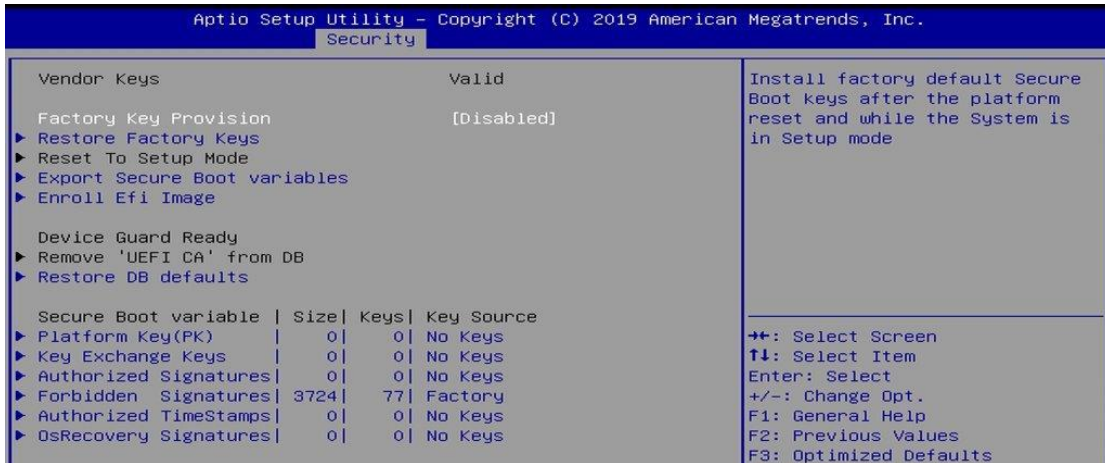 Aptio Setup Utility – Copyright (C) 2019 American Megatrends, Inc.
Security
Vendor Keys Valid
Factory Key Provision [Disabled]
Restore Factory Keys
Reset To Setup Mode
Export Secure Boot variables
Enroll Efi Image
Device Guard Ready
Remove 'UEFI CA' from DB
Restore DB defaults
Secure Boot variable | Size| Keys| Key Source
Platform Key(PK) | 0| 0| No Keys
Key Exchange Keys | 0| 0| No Keys
Authorized Signatures| 0| 0| No Keys
Forbidden Signatures| 3724| 77| Factory
Authorized TimeStamps| 0| 0| No Keys
OsRecovery Signatures| 0| 0| No Keys
Install factory default Secure
Boot keys after the platform
reset and while the System is
in Setup mode
→←: Select Screen
↑↓: Select Item
Enter: Select
+/-: Change Opt.
F1: General Help
F2: Previous Values
F3: Optimized Defaults